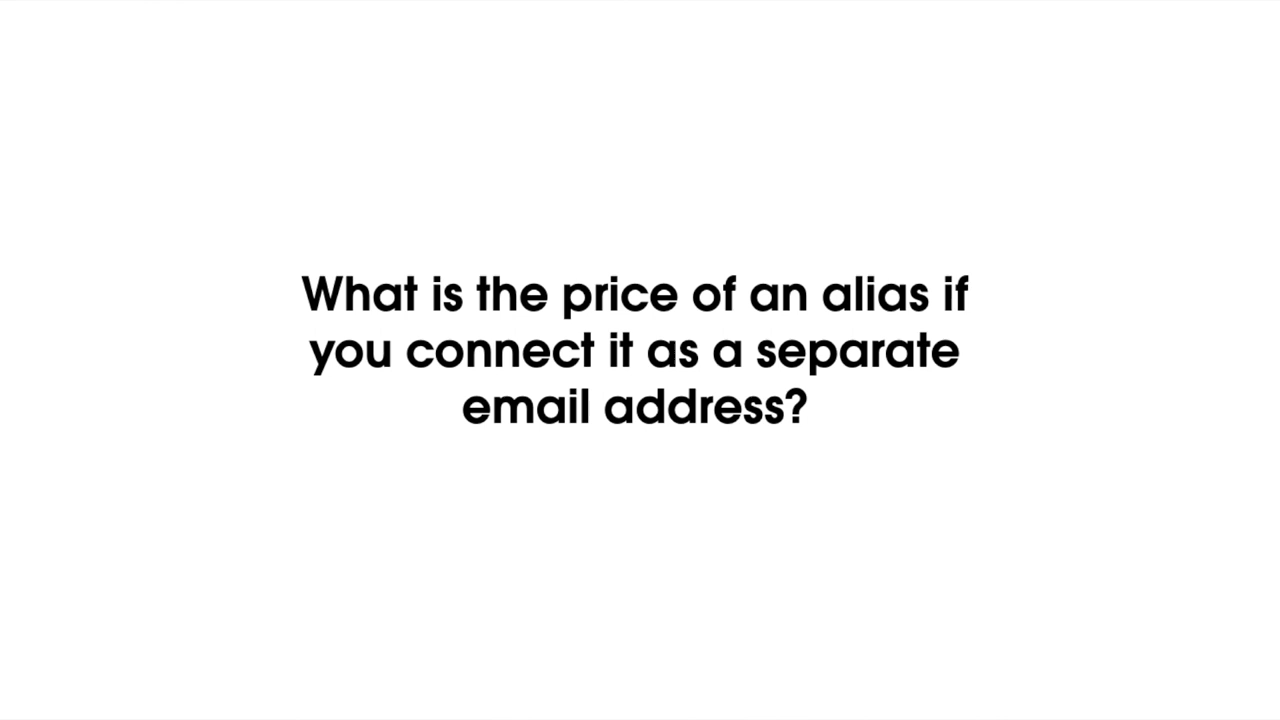 What is the price of an alias if
you connect it as a separate
email address?